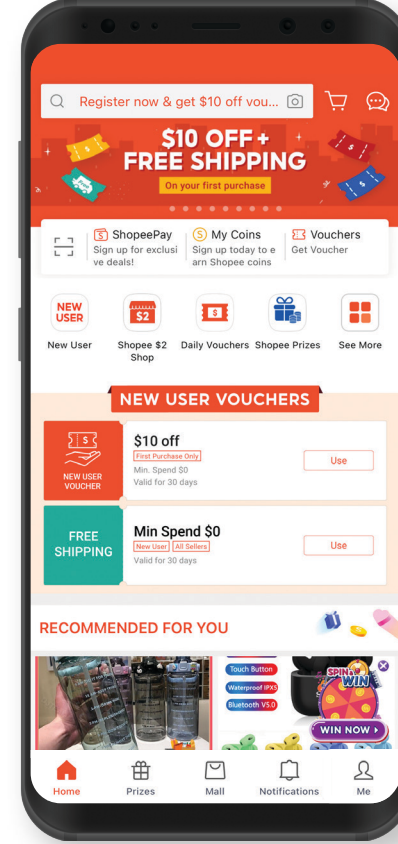 Register now & get $10 off vou...
$10 OFF+
FREE SHIPPING
On your first purchase
ShopeePay
Sign up for exclusi
ve deals!
My Coins
Sign up today to e
arn Shopee coins
Vouchers
Get Voucher
NEW
USER
New User
$2
Shopee $2
Shop
Daily Vouchers
Shopee Prizes
See More
NEW USER VOUCHERS
NEW USER
VOUCHER
$10 off
First Purchase Only
Min. Spend $0
Valid for 30 days
Use
FREE
SHIPPING
Min Spend $0
New User
All Sellers
Valid for 30 days
Use
RECOMMENDED FOR YOU
Touch Button
Waterproof IPX5
Bluetooth V5.0
SPIN
WIN
WIN NOW
Home
Prizes
Mall
Notifications
Me